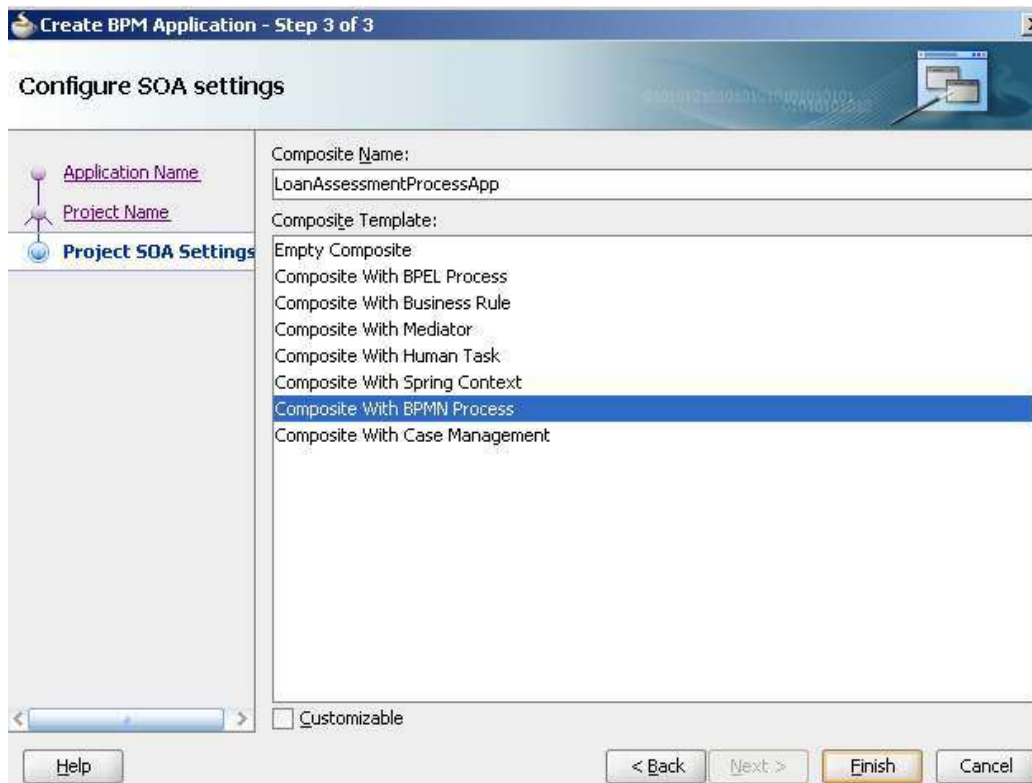 Create BPM Application - Step 3 of 3
Configure SOA settings
Application Name
Project Name
Project SOA Settings
Composite Name:
LoanAssessmentProcessApp
Composite Template:
Empty Composite
Composite With BPEL Process
Composite With Business Rule
Composite With Mediator
Composite With Human Task
Composite With Spring Context
Composite With BPMN Process
Composite With Case Management
Customizable
Help
< Back
Next >
Finish
Cancel